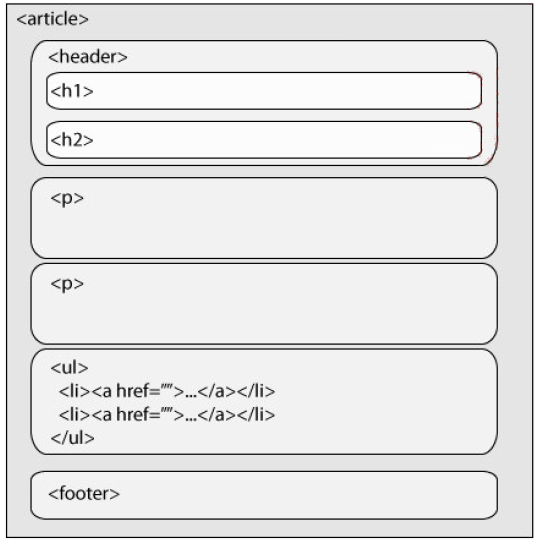 <article>
<header>
<h1>
<h2>
<p>
<p>
<ul>
<li><a href="">...</a></li>
<li><a href="">...</a></li>
</ul>
<footer>